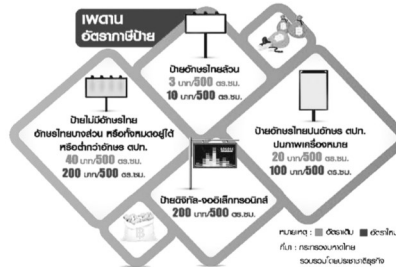 เพดาน
อัตราภาษีป้าย
ป้ายอักษรไทยล้วน
3 บาท/500 ตร.ซม.
10 บาท/500 ตร.ซม.
ป้ายไม่มีอักษรไทย
อักษรไทยบางส่วน หรือทั้งหมดอยู่ใต้
หรือต่ำกว่าอักษร ตปท.
40 บาท/500 ตร.ซม.
200 บาท/500 ตร.ซม.
ป้ายอักษรไทยปนอักษร ตปท.
ปนภาพเครื่องหมาย
20 บาท/500 ตร.ซม.
100 บาท/500 ตร.ซม.
ป้ายดิจิทัล-จออิเล็กทรอนิกส์
200 บาท/500 ตร.ซม.
หมายเหตุ : อัตราเดิม อัตราใหม่
ที่มา : กระทรวงมหาดไทย
รวบรวมโดยประชาชาติธุรกิจ